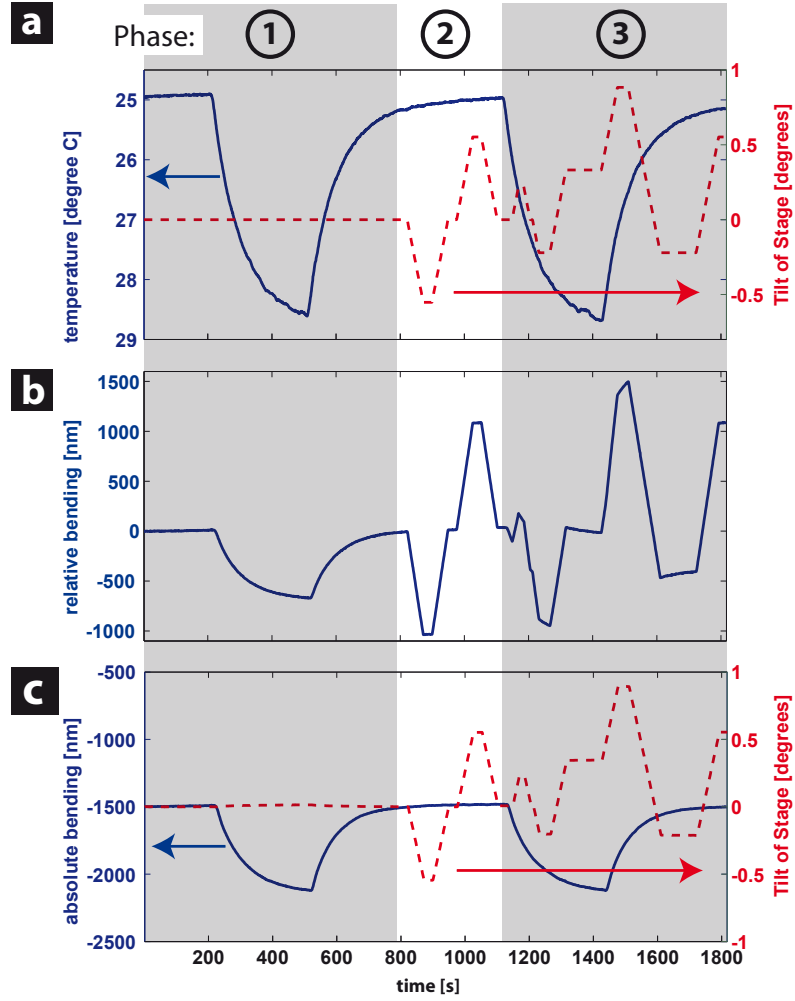 a
Phase: 1 2 3
temperature [degree C]
25
26
27
28
29
1
0.5
0
-0.5
Tilt of Stage [degrees]
b
relative bending [nm]
1500
1000
500
0
-500
-1000
c
absolute bending [nm]
-500
-1000
-1500
-2000
-2500
1
0.5
0
-0.5
-1
Tilt of Stage [degrees]
200 400 600 800 1000 1200 1400 1600 1800
time [s]